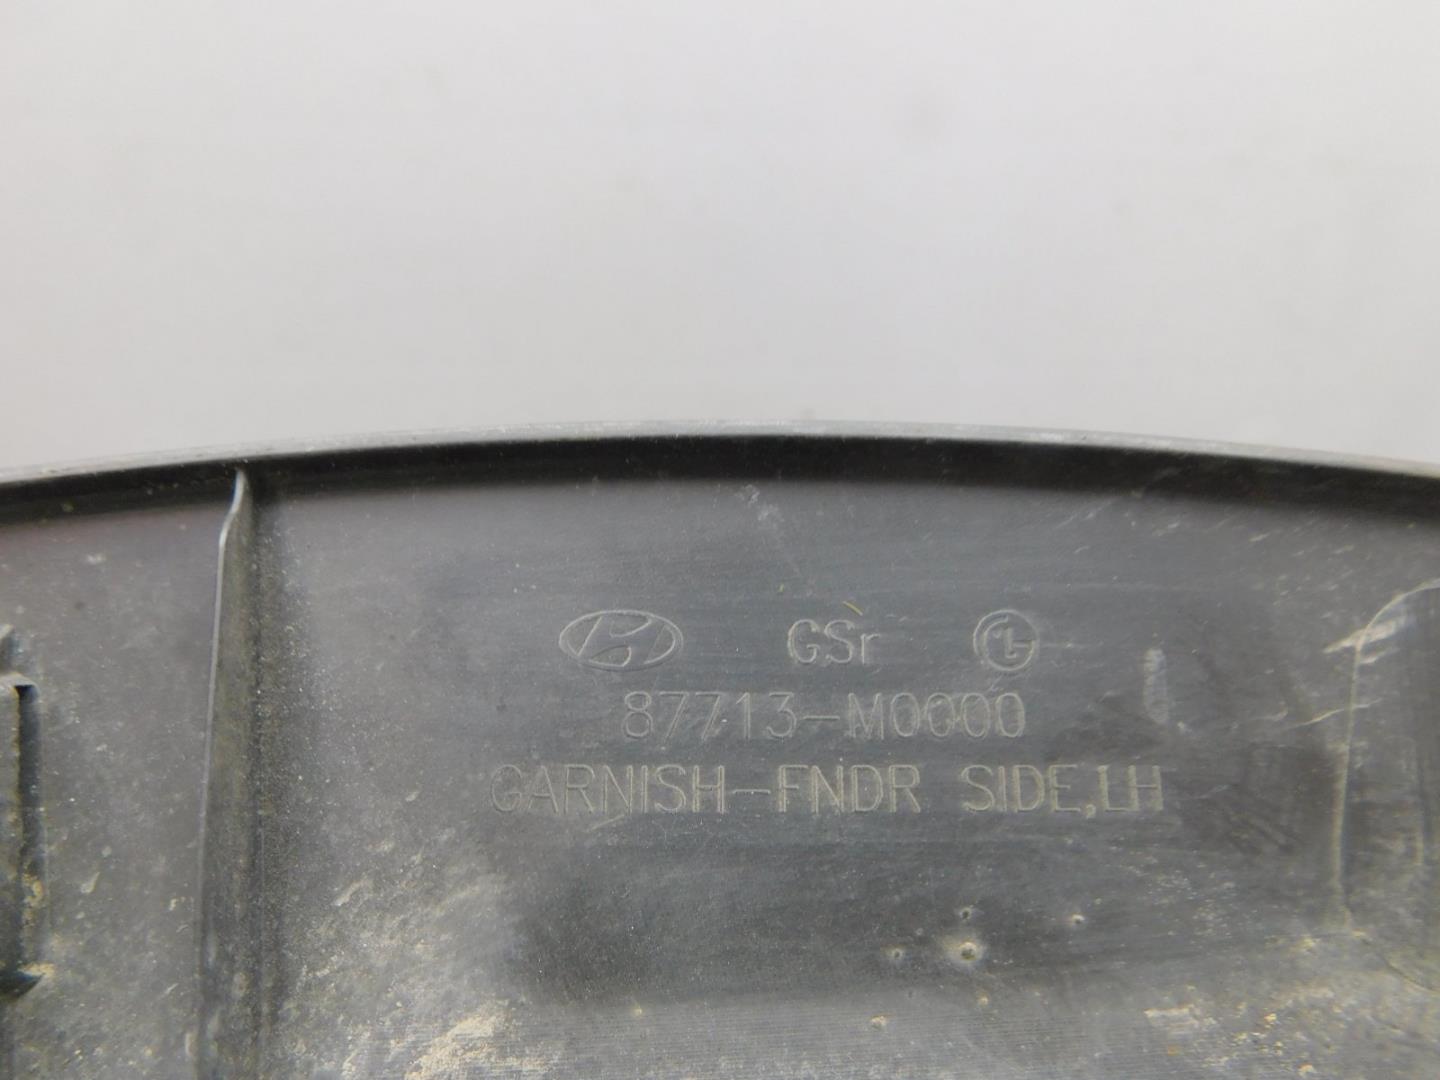 GSr
87713-M0000
GARNISH-FNDR SIDE,LH